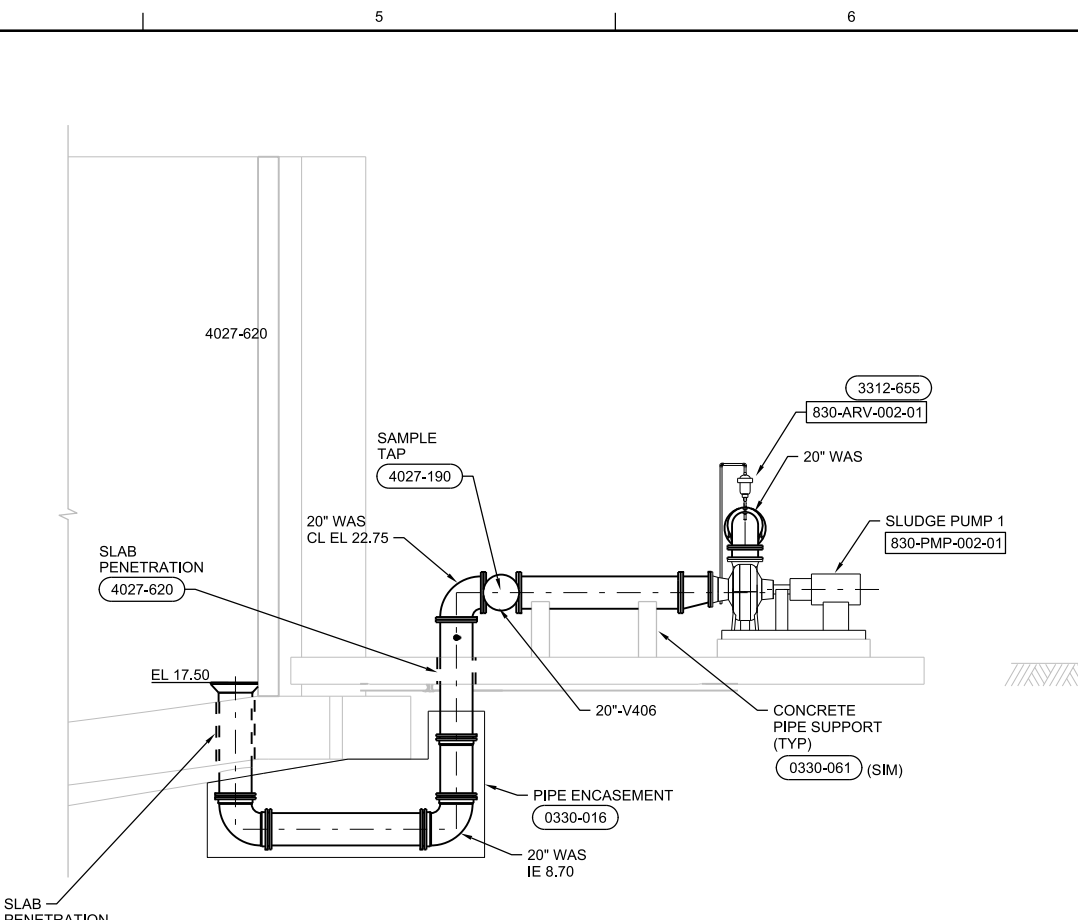 5
6
4027-620
3312-655
830-ARV-002-01
SAMPLE
TAP
4027-190
20" WAS
20" WAS
CL EL 22.75
SLUDGE PUMP 1
830-PMP-002-01
SLAB
PENETRATION
4027-620
EL 17.50
20"-V406
CONCRETE
PIPE SUPPORT
(TYP)
0330-061 (SIM)
PIPE ENCASEMENT
0330-016
20" WAS
IE 8.70
SLAB
PENETRATION